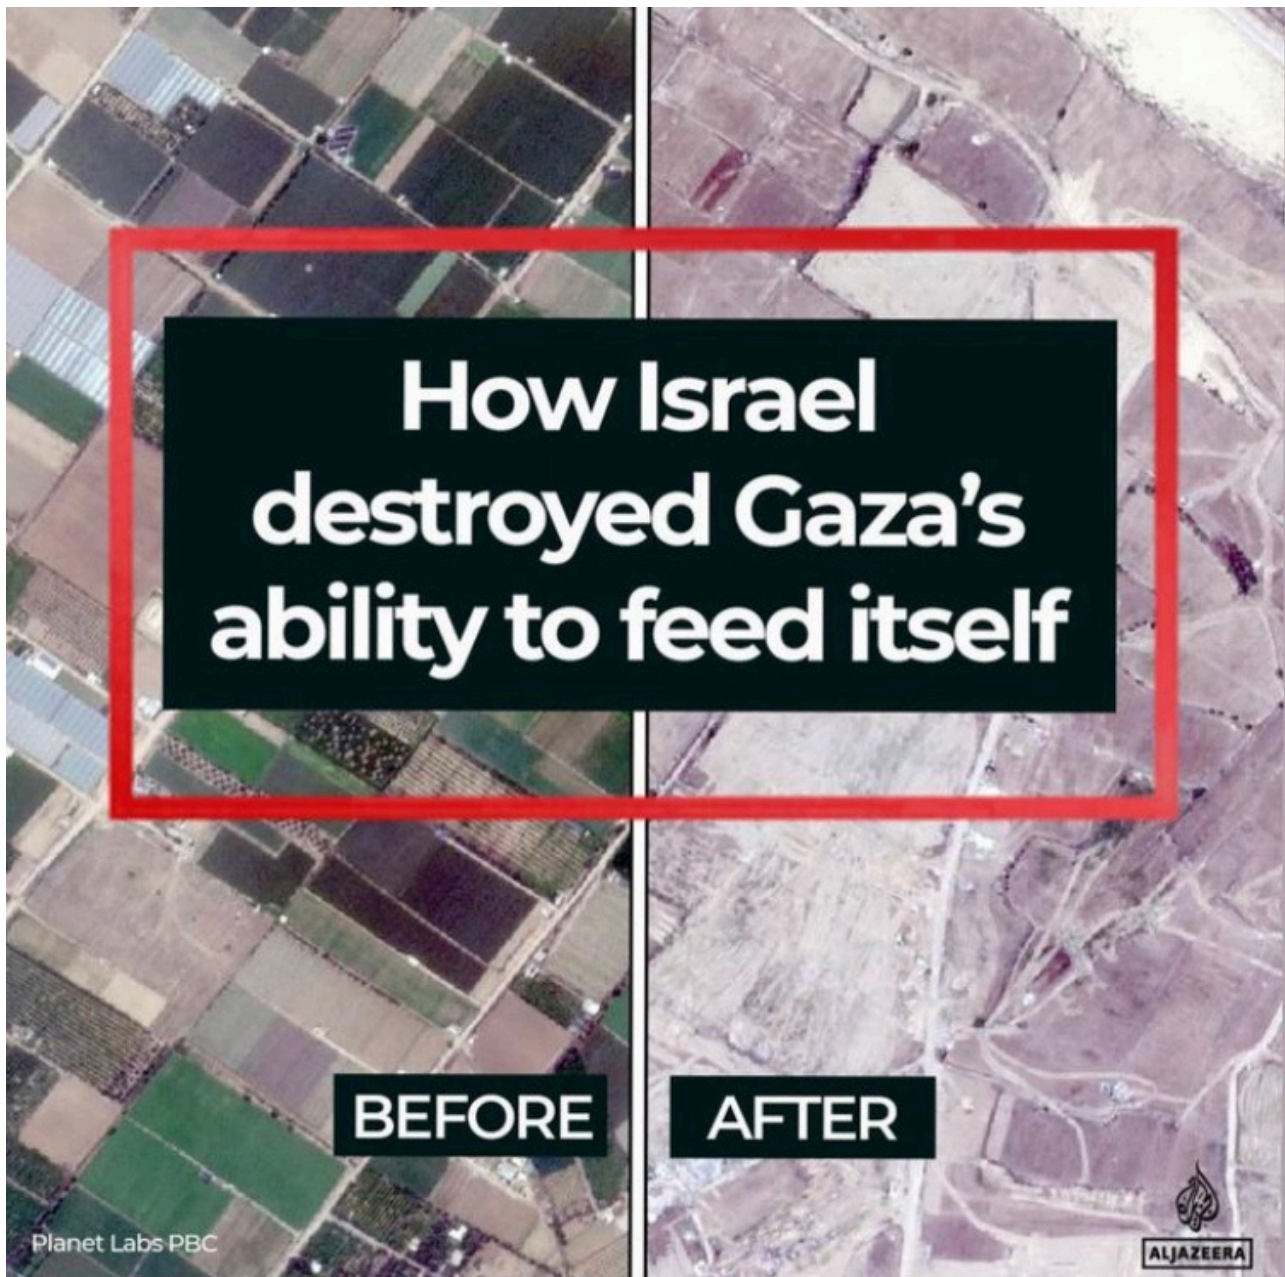 How Israel
destroyed Gaza's
ability to feed itself
BEFORE
AFTER
Planet Labs PBC
ALJAZEERA